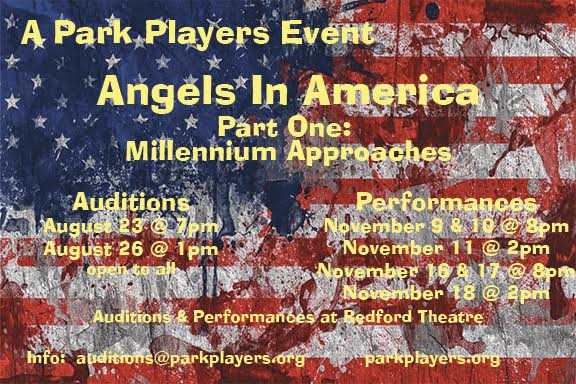 A Park Players Event
Angels In America
Part One:
Millennium Approaches
Auditions
August 23 @ 7pm
August 26 @ 1pm
open to all
Performances
November 9 & 10 @ 8pm
November 11 @ 2pm
November 16 & 17 @ 8pm
November 18 @ 2pm
Auditions & Performances at Redford Theatre
Info: auditions@parkplayers.org
parkplayers.org